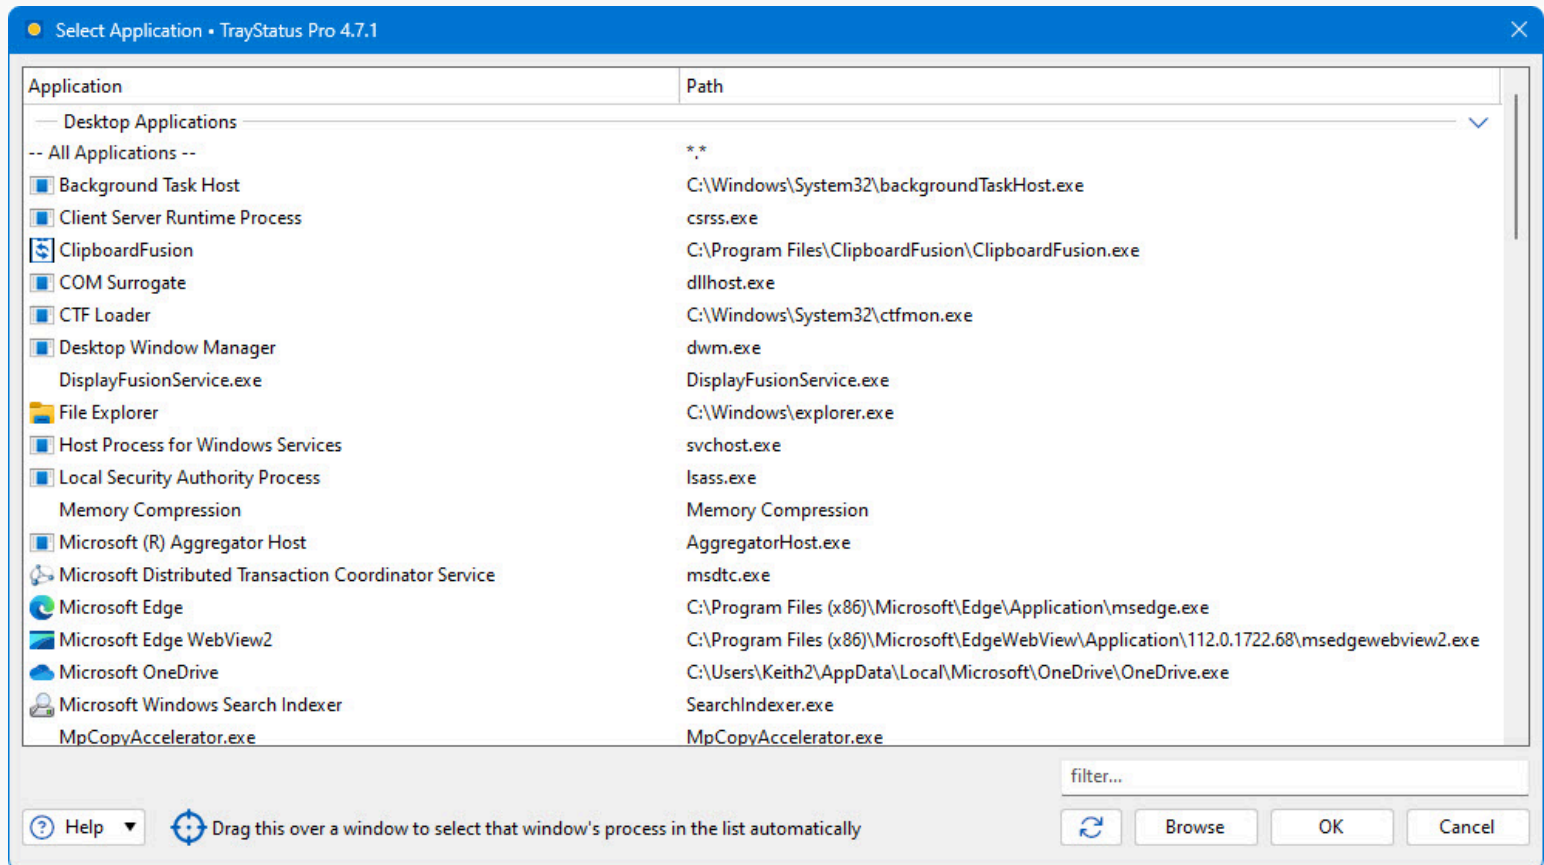 Select Application • TrayStatus Pro 4.7.1
Application Path
Desktop Applications
-- All Applications -- *.*
Background Task Host C:\Windows\System32\backgroundTaskHost.exe
Client Server Runtime Process csrss.exe
ClipboardFusion C:\Program Files\ClipboardFusion\ClipboardFusion.exe
COM Surrogate dllhost.exe
CTF Loader C:\Windows\System32\ctfmon.exe
Desktop Window Manager dwm.exe
DisplayFusionService.exe DisplayFusionService.exe
File Explorer C:\Windows\explorer.exe
Host Process for Windows Services svchost.exe
Local Security Authority Process lsass.exe
Memory Compression Memory Compression
Microsoft (R) Aggregator Host AggregatorHost.exe
Microsoft Distributed Transaction Coordinator Service msdtc.exe
Microsoft Edge C:\Program Files (x86)\Microsoft\Edge\Application\msedge.exe
Microsoft Edge WebView2 C:\Program Files (x86)\Microsoft\EdgeWebView\Application\112.0.1722.68\msedgewebview2.exe
Microsoft OneDrive C:\Users\Keith2\AppData\Local\Microsoft\OneDrive\OneDrive.exe
Microsoft Windows Search Indexer SearchIndexer.exe
MpCopyAccelerator.exe MpCopyAccelerator.exe
filter...
Help Drag this over a window to select that window's process in the list automatically Browse OK Cancel